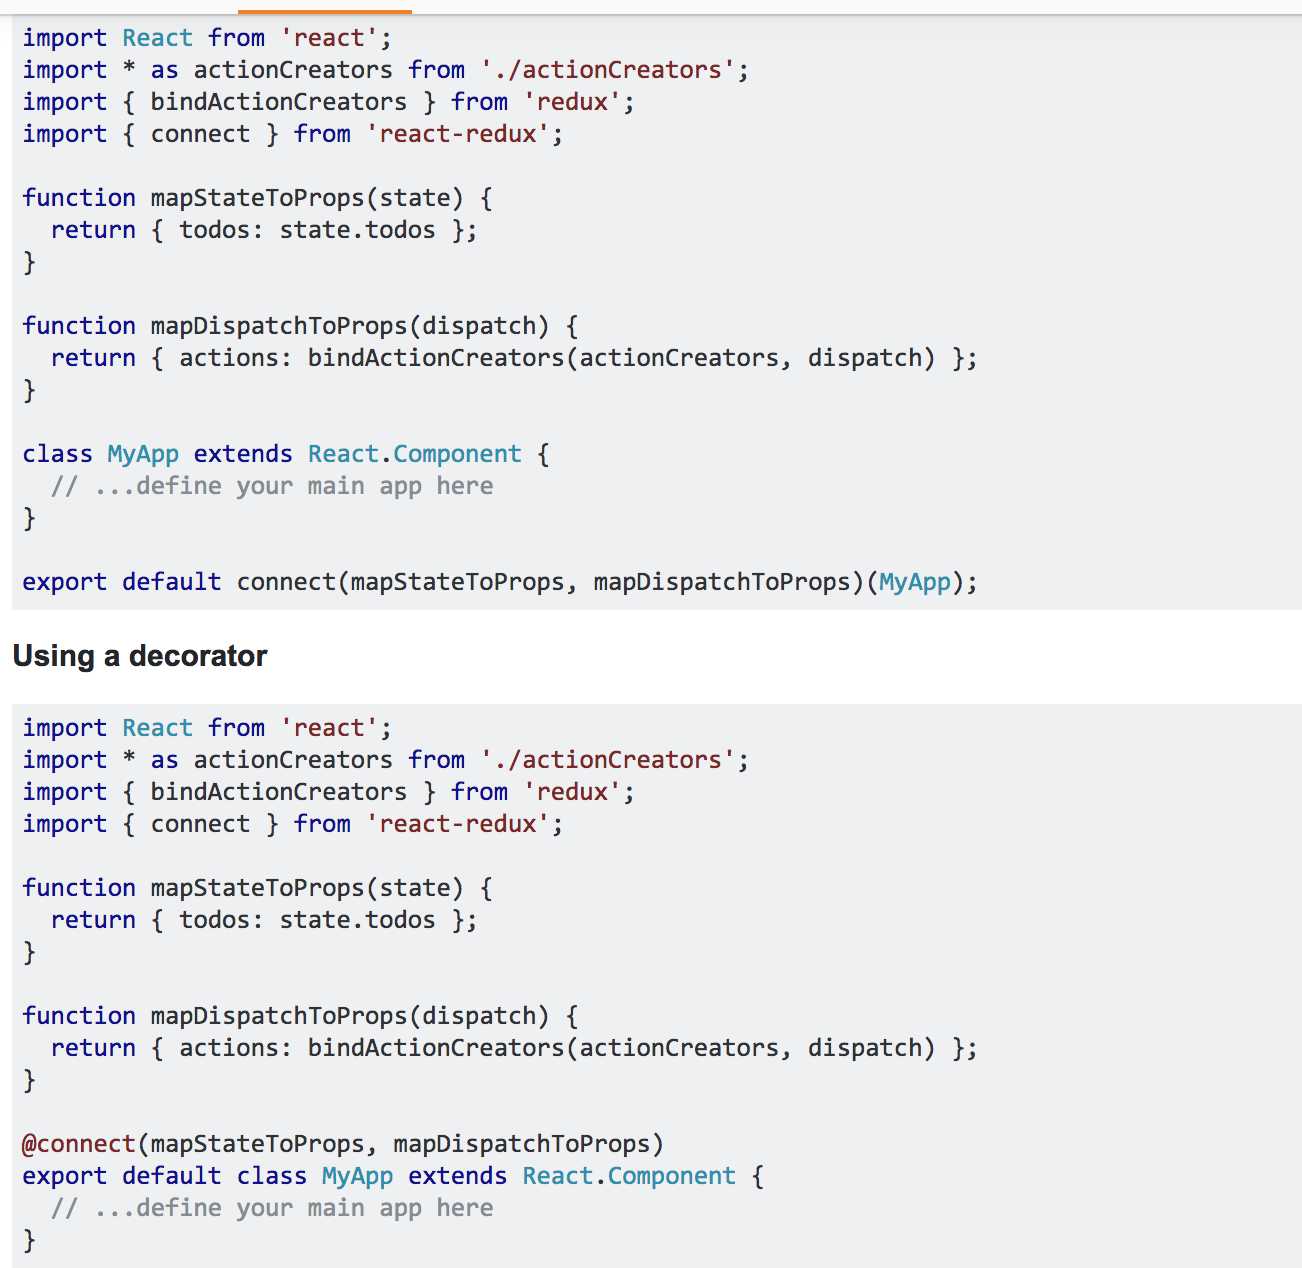 import React from 'react';
import * as actionCreators from './actionCreators';
import { bindActionCreators } from 'redux';
import { connect } from 'react-redux';

function mapStateToProps(state) {
  return { todos: state.todos };
}

function mapDispatchToProps(dispatch) {
  return { actions: bindActionCreators(actionCreators, dispatch) };
}

class MyApp extends React.Component {
  // ...define your main app here
}

export default connect(mapStateToProps, mapDispatchToProps)(MyApp);
Using a decorator
import React from 'react';
import * as actionCreators from './actionCreators';
import { bindActionCreators } from 'redux';
import { connect } from 'react-redux';

function mapStateToProps(state) {
  return { todos: state.todos };
}

function mapDispatchToProps(dispatch) {
  return { actions: bindActionCreators(actionCreators, dispatch) };
}

@connect(mapStateToProps, mapDispatchToProps)
export default class MyApp extends React.Component {
  // ...define your main app here
}